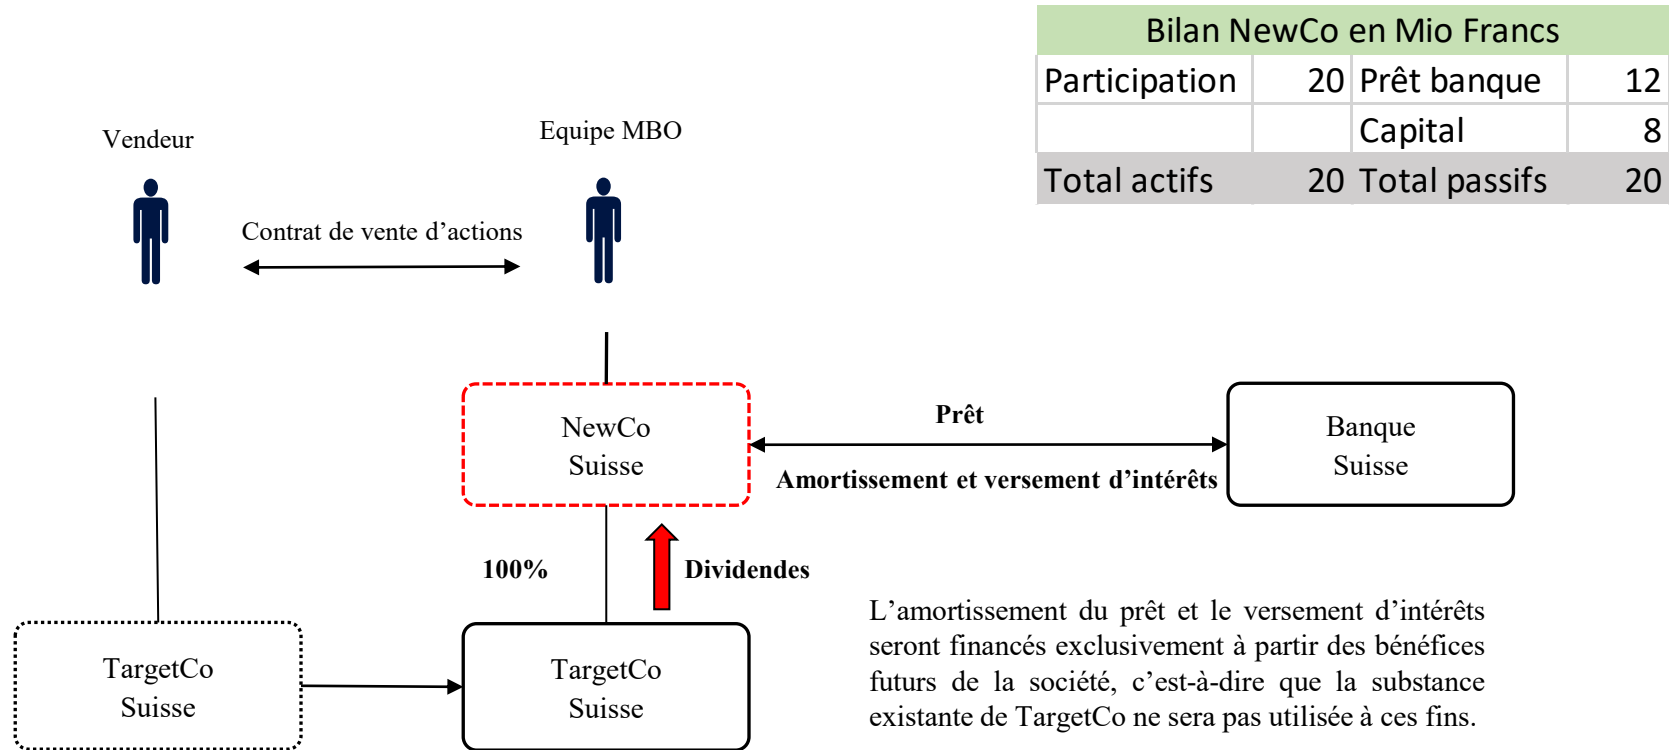 Bilan NewCo en Mio Francs
Participation 20 Prêt banque 12
Capital 8
Total actifs 20 Total passifs 20
Vendeur
Equipe MBO
Contrat de vente d’actions
NewCo
Suisse
Prêt
Amortissement et versement d’intérêts
Banque
Suisse
100%
Dividendes
TargetCo
Suisse
TargetCo
Suisse
L’amortissement du prêt et le versement d’intérêts
seront financés exclusivement à partir des bénéfices
futurs de la société, c’est-à-dire que la substance
existante de TargetCo ne sera pas utilisée à ces fins.